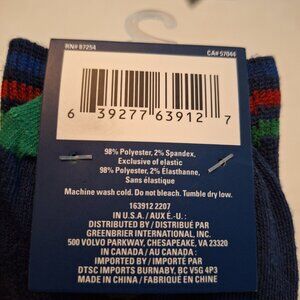 RN# 87254 CA# 57044
6 39277 63912 7
98% Polyester, 2% Spandex,
Exclusive of elastic
98% Polyester, 2% Élasthanne,
Sans élastique
Machine wash cold. Do not bleach. Tumble dry low.
163912 2207
IN U.S.A. / AUX É.-U. :
DISTRIBUTED BY / DISTRIBUÉ PAR
GREENBRIER INTERNATIONAL, INC.
500 VOLVO PARKWAY, CHESAPEAKE, VA 23320
IN CANADA / AU CANADA :
IMPORTED BY / IMPORTÉ PAR
DTSC IMPORTS BURNABY, BC V5G 4P3
MADE IN CHINA / FABRIQUÉ EN CHINE